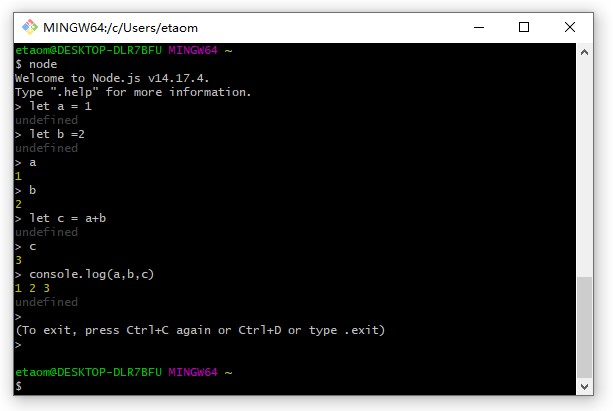 MINGW64:/c/Users/etaom
etaom@DESKTOP-DLR7BFU MINGW64 ~
$ node
Welcome to Node.js v14.17.4.
Type ".help" for more information.
> let a = 1
undefined
> let b =2
undefined
> a
1
> b
2
> let c = a+b
undefined
> c
3
> console.log(a,b,c)
1 2 3
undefined
>
(To exit, press Ctrl+C again or Ctrl+D or type .exit)
>
etaom@DESKTOP-DLR7BFU MINGW64 ~
$